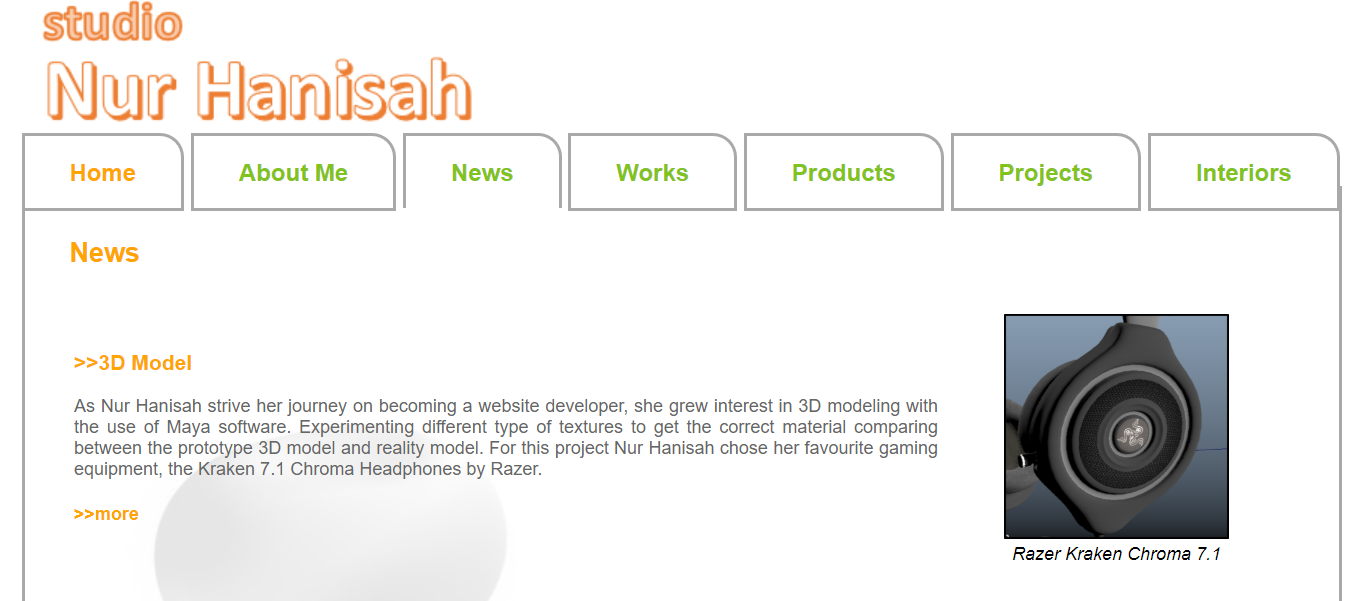 studio
Nur Hanisah
Home About Me News Works Products Projects Interiors
News
>>3D Model
As Nur Hanisah strive her journey on becoming a website developer, she grew interest in 3D modeling with
the use of Maya software. Experimenting different type of textures to get the correct material comparing
between the prototype 3D model and reality model. For this project Nur Hanisah chose her favourite gaming
equipment, the Kraken 7.1 Chroma Headphones by Razer.
>>more
Razer Kraken Chroma 7.1